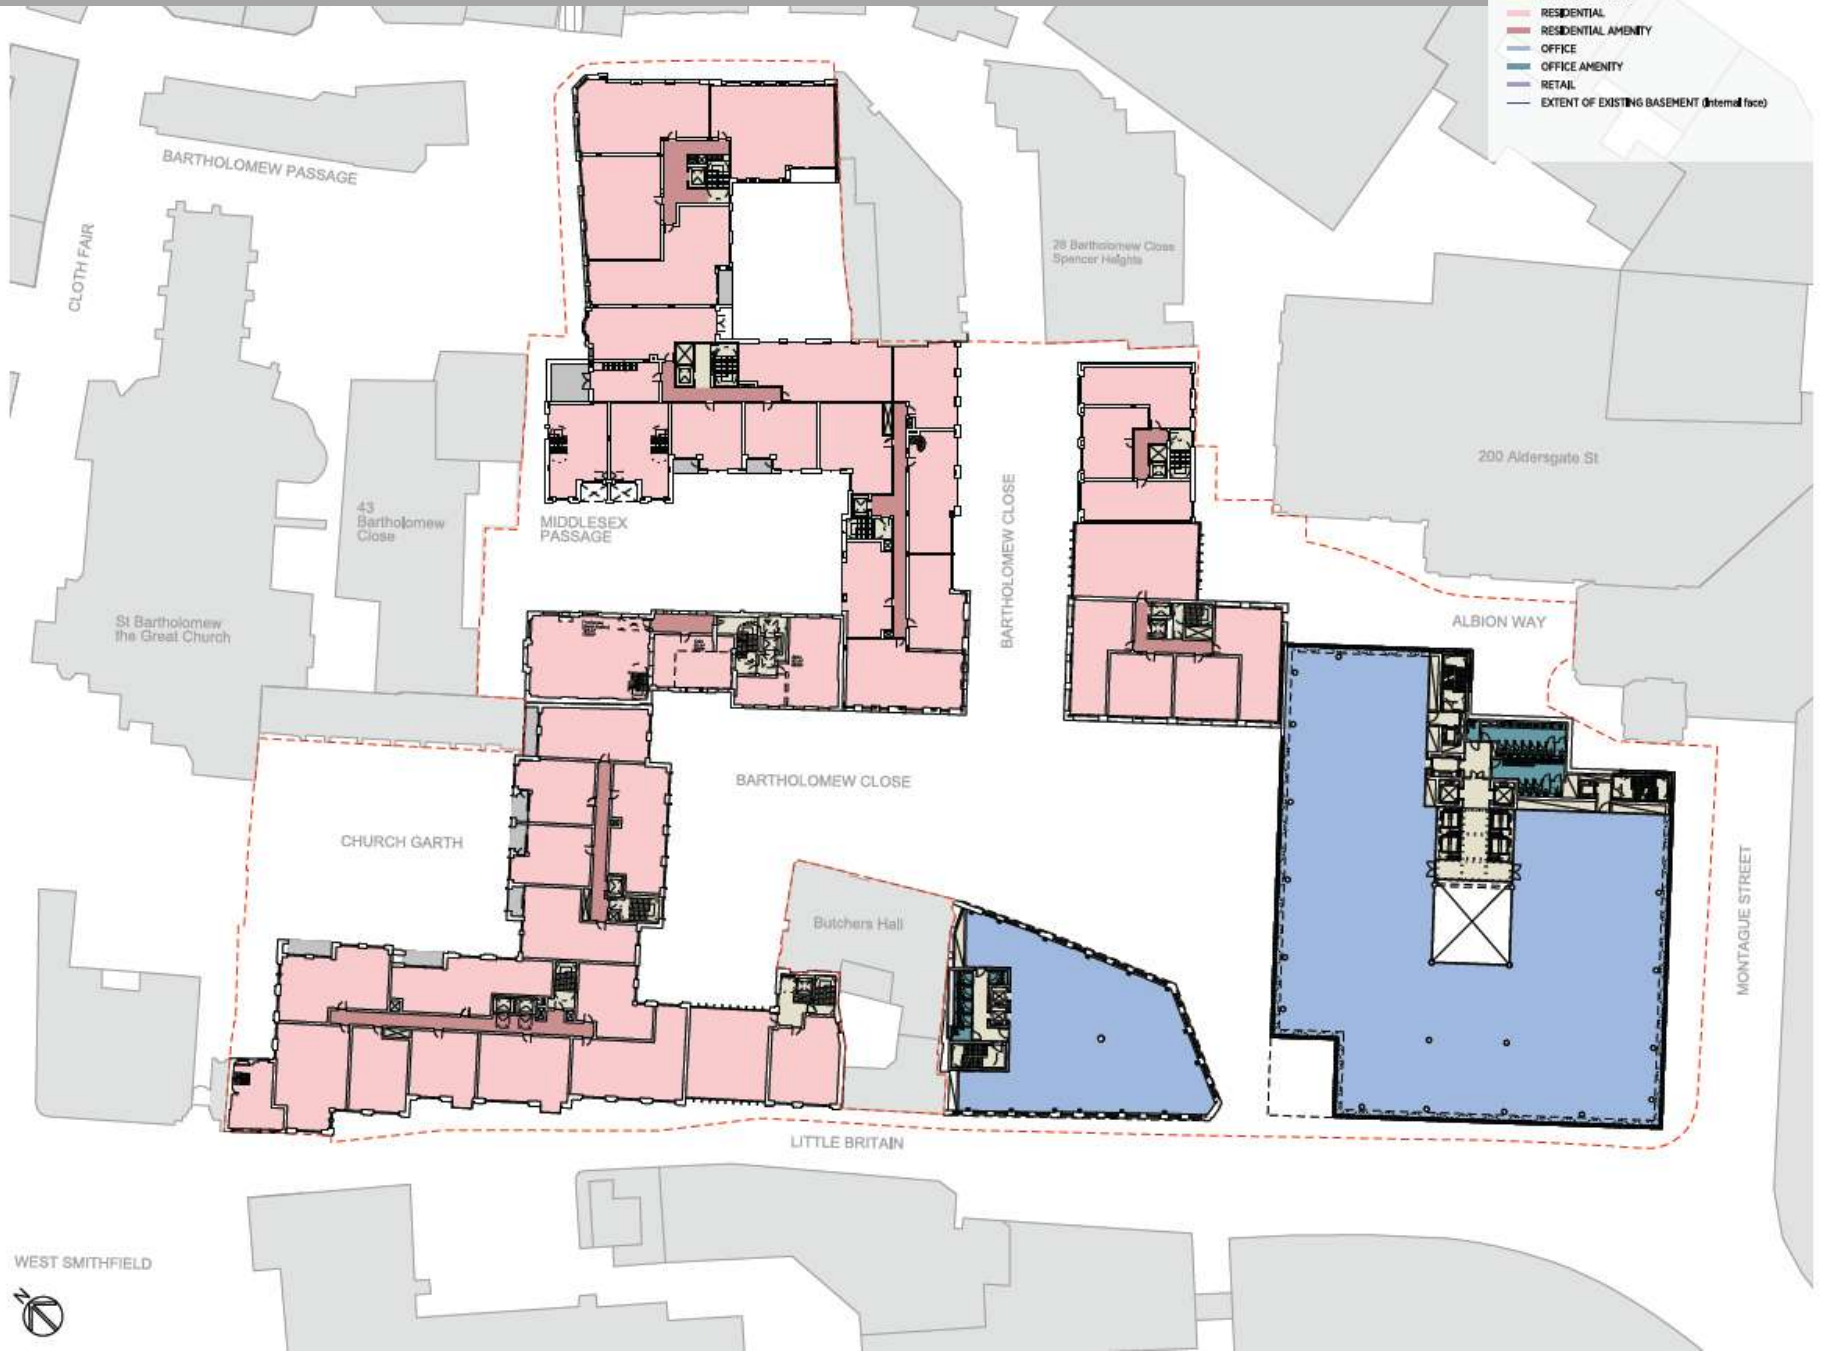 RESIDENTIAL
RESIDENTIAL AMENITY
OFFICE
OFFICE AMENITY
RETAIL
EXTENT OF EXISTING BASEMENT (Internal face)
BARTHOLOMEW PASSAGE
CLOTH FAIR
28 Bartholomew Close
Spencer Heights
200 Aldersgate St
43
Bartholomew
Close
MIDDLESEX
PASSAGE
BARTHOLOMEW CLOSE
St Bartholomew
the Great Church
ALBION WAY
BARTHOLOMEW CLOSE
CHURCH GARTH
MONTAGUE STREET
Butchers Hall
LITTLE BRITAIN
WEST SMITHFIELD
N